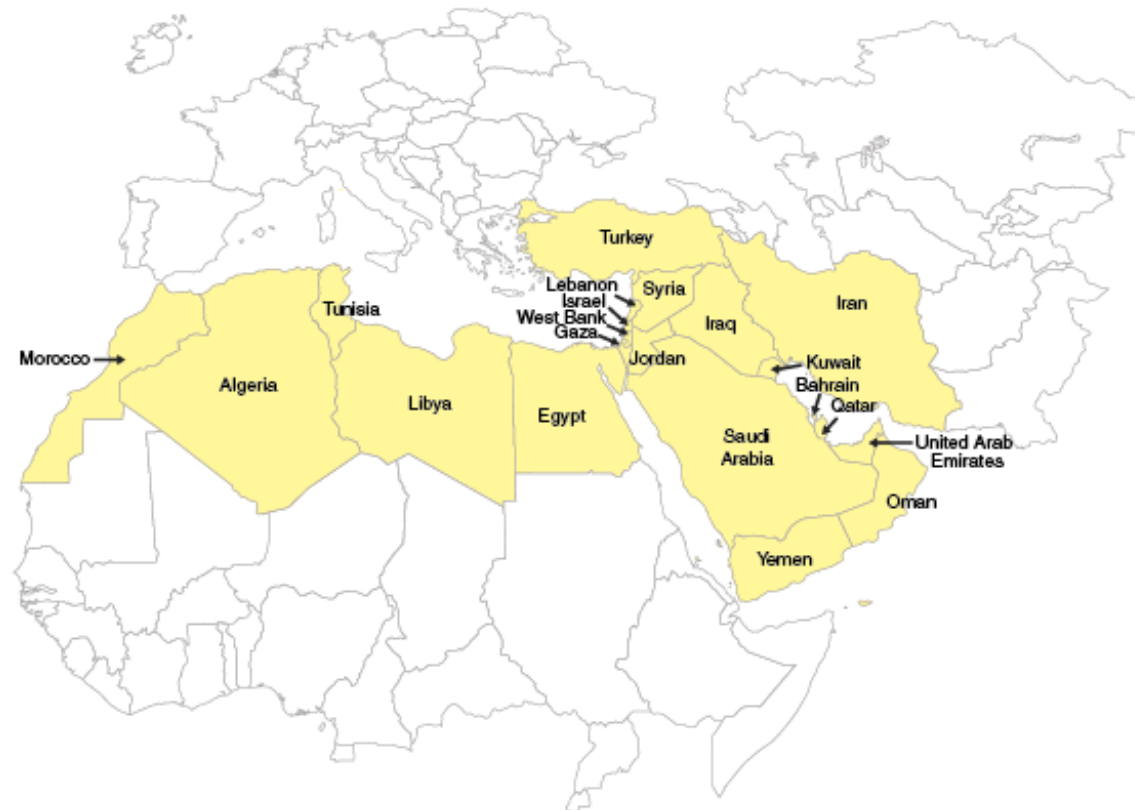 Turkey
Lebanon
Syria
Israel
Iran
West Bank
Iraq
Tunisia
Gaza
Jordan
Morocco
Kuwait
Algeria
Bahrain
Libya
Qatar
Egypt
Saudi
Arabia
United Arab
Emirates
Oman
Yemen